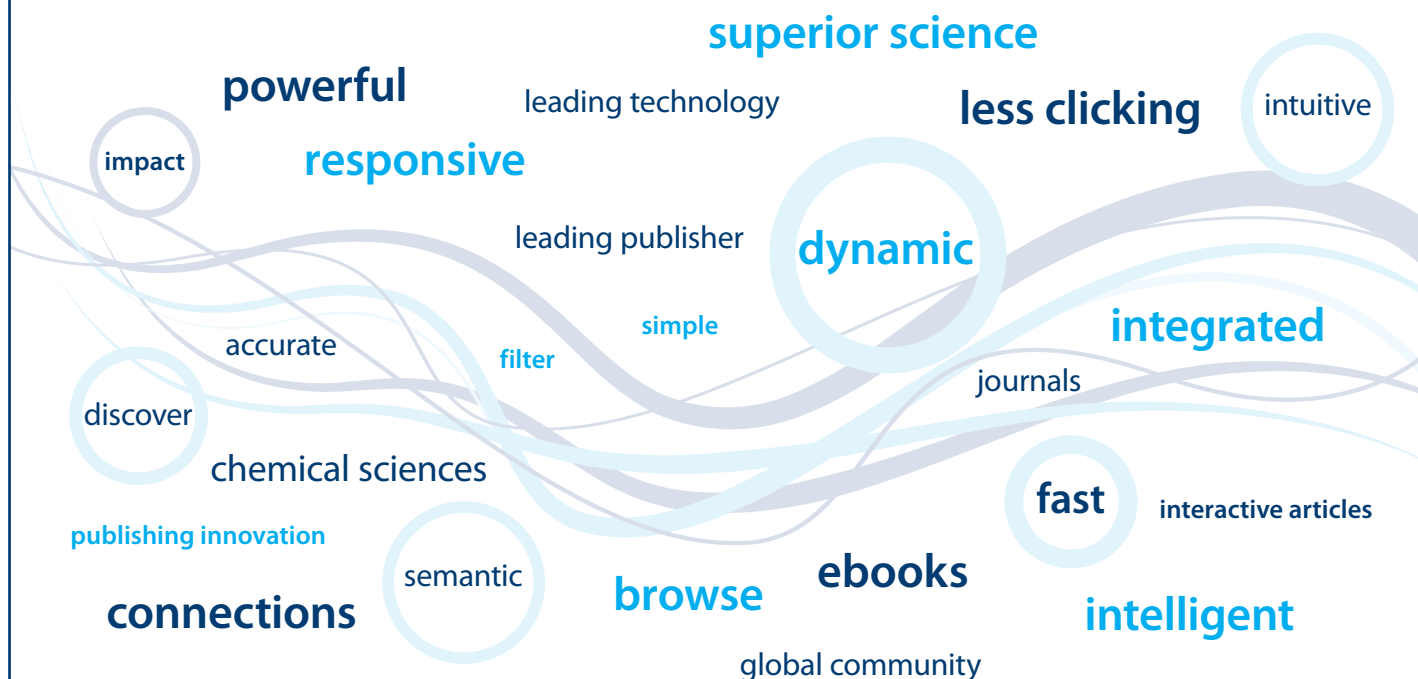 superior science
powerful
leading technology
less clicking
intuitive
impact
responsive
leading publisher
dynamic
simple
integrated
accurate
filter
journals
discover
chemical sciences
fast
interactive articles
publishing innovation
semantic
browse
ebooks
connections
intelligent
global community